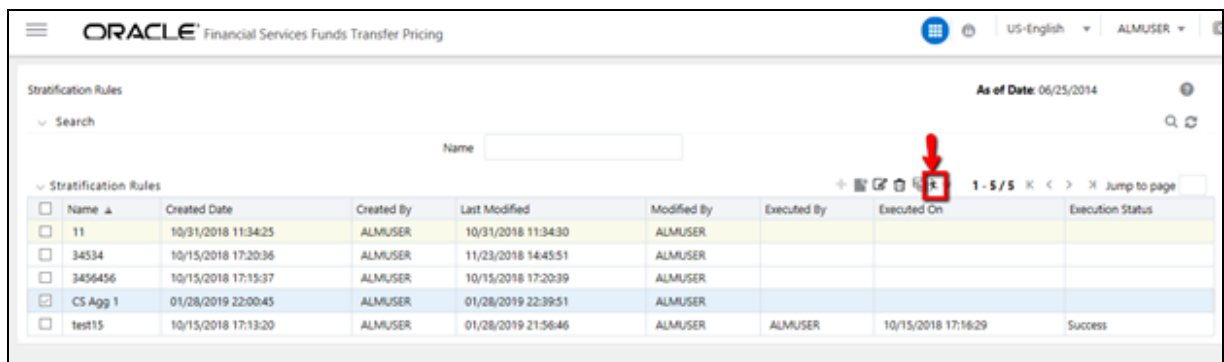 ORACLE Financial Services Funds Transfer Pricing US-English ALMUSER
Stratification Rules As of Date: 06/25/2014
Search
Name
Stratification Rules 1 - 5 / 5 Jump to page
Name Created Date Created By Last Modified Modified By Executed By Executed On Execution Status
11 10/31/2018 11:34:25 ALMUSER 10/31/2018 11:34:30 ALMUSER
34534 10/15/2018 17:20:36 ALMUSER 11/23/2018 14:45:51 ALMUSER
3456456 10/15/2018 17:15:37 ALMUSER 10/15/2018 17:20:39 ALMUSER
CS Agg 1 01/28/2019 22:00:45 ALMUSER 01/28/2019 22:39:51 ALMUSER
test15 10/15/2018 17:13:20 ALMUSER 01/28/2019 21:56:46 ALMUSER ALMUSER 10/15/2018 17:16:29 Success